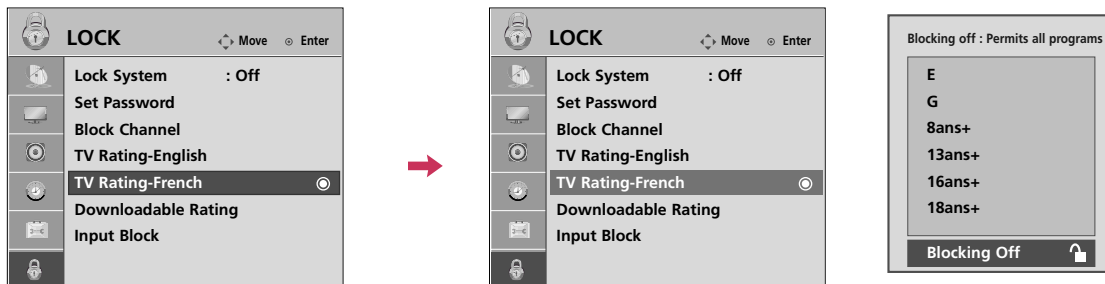 LOCK Move Enter
Lock System : Off
Set Password
Block Channel
TV Rating-English
TV Rating-French
Downloadable Rating
Input Block
LOCK Move Enter
Lock System : Off
Set Password
Block Channel
TV Rating-English
TV Rating-French
Downloadable Rating
Input Block
Blocking off : Permits all programs
E
G
8ans+
13ans+
16ans+
18ans+
Blocking Off